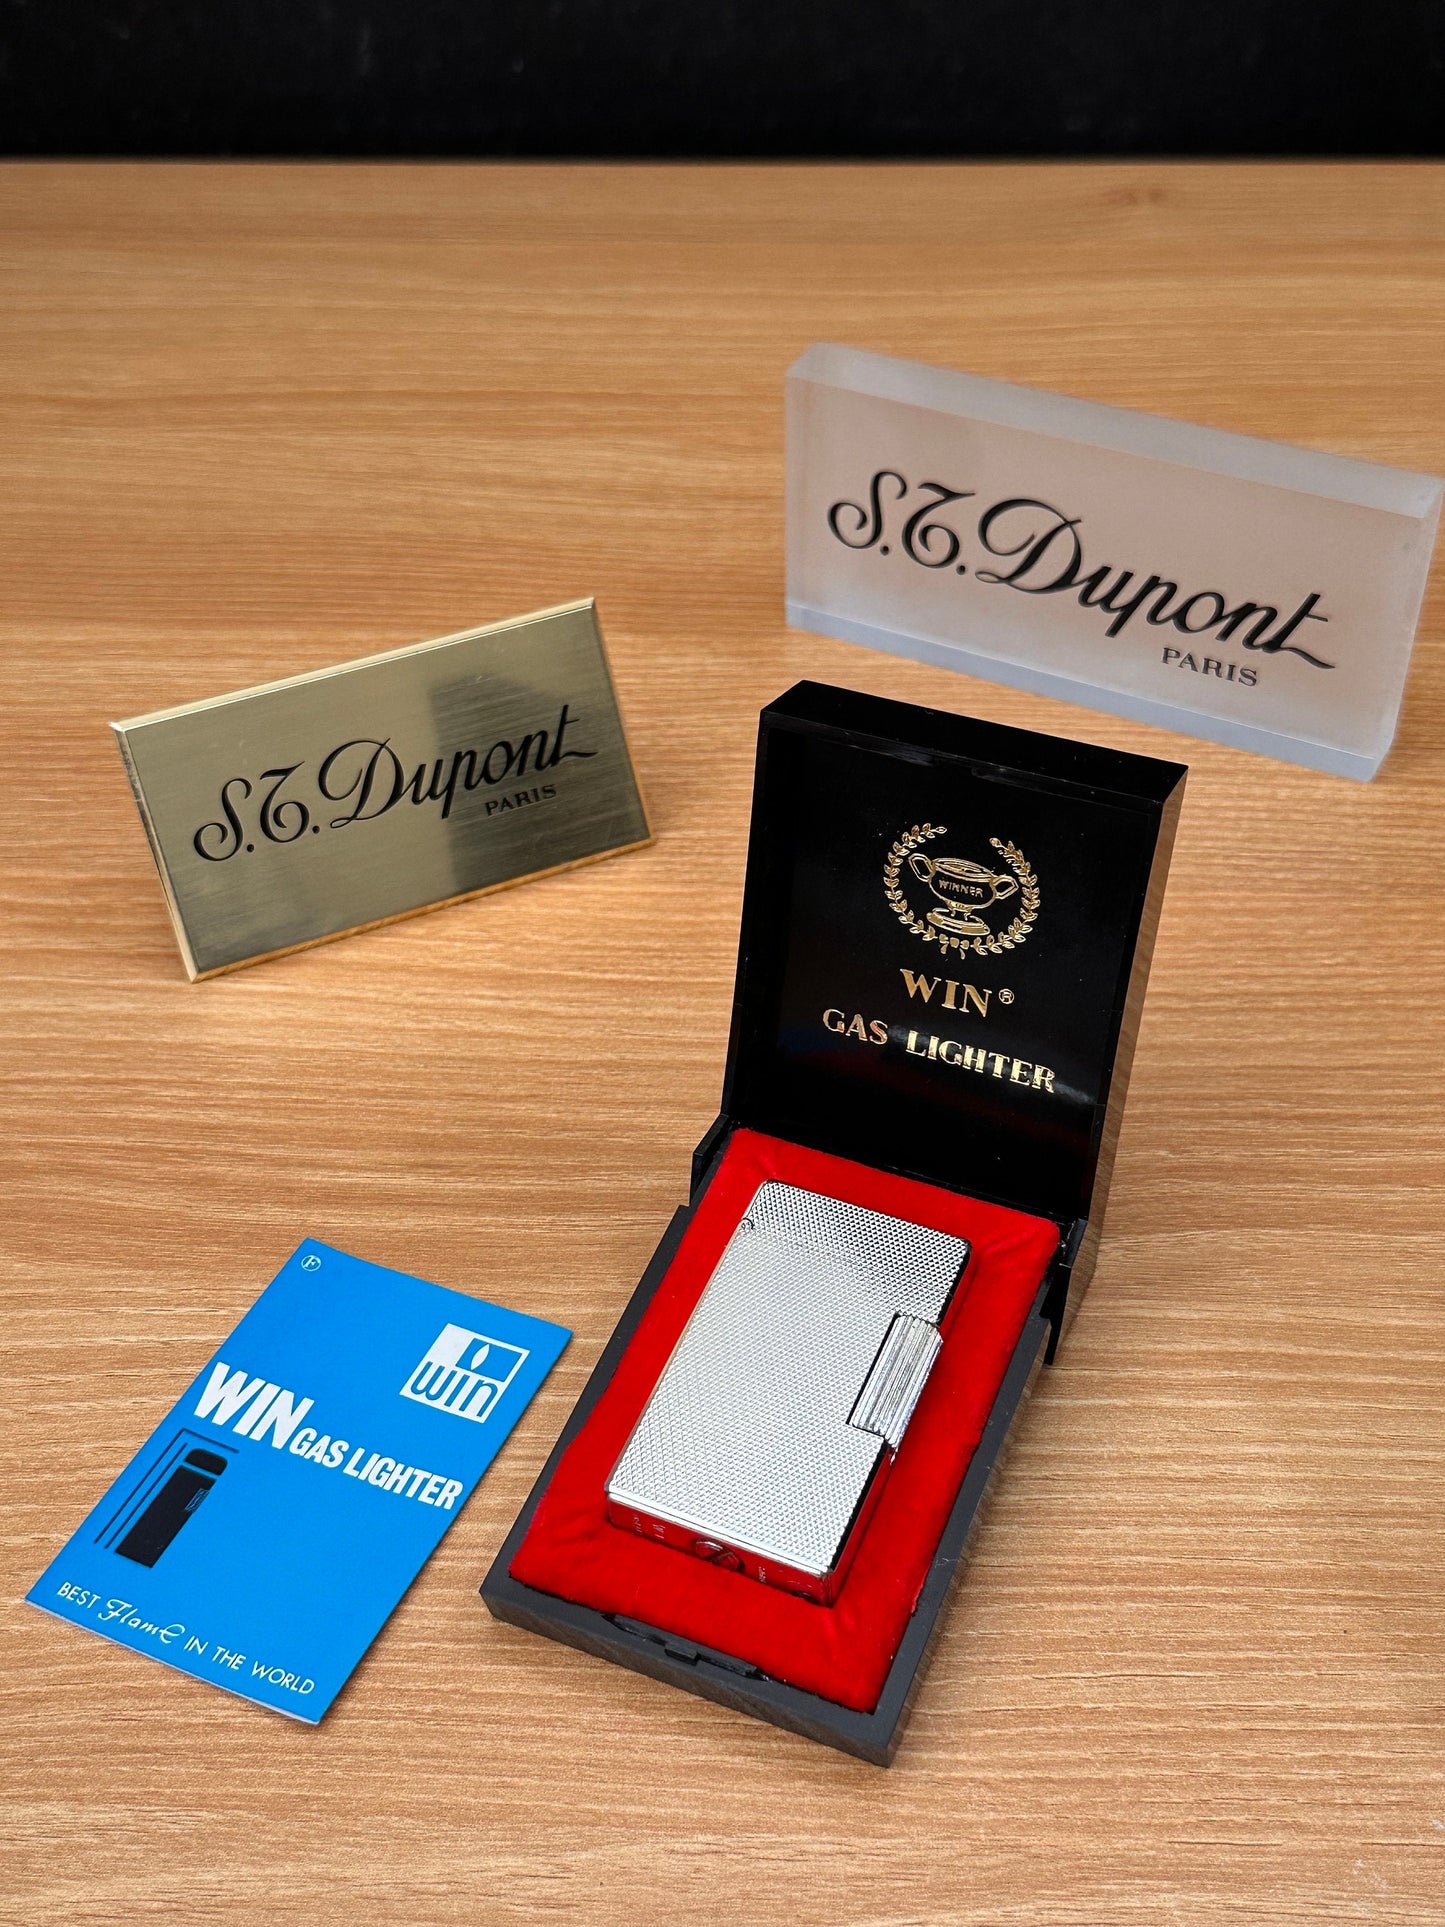 S.T. Dupont
PARIS
S.T. Dupont
PARIS
WINNER
WIN®
GAS LIGHTER
F
win
WIN GAS LIGHTER
BEST Flame IN THE WORLD